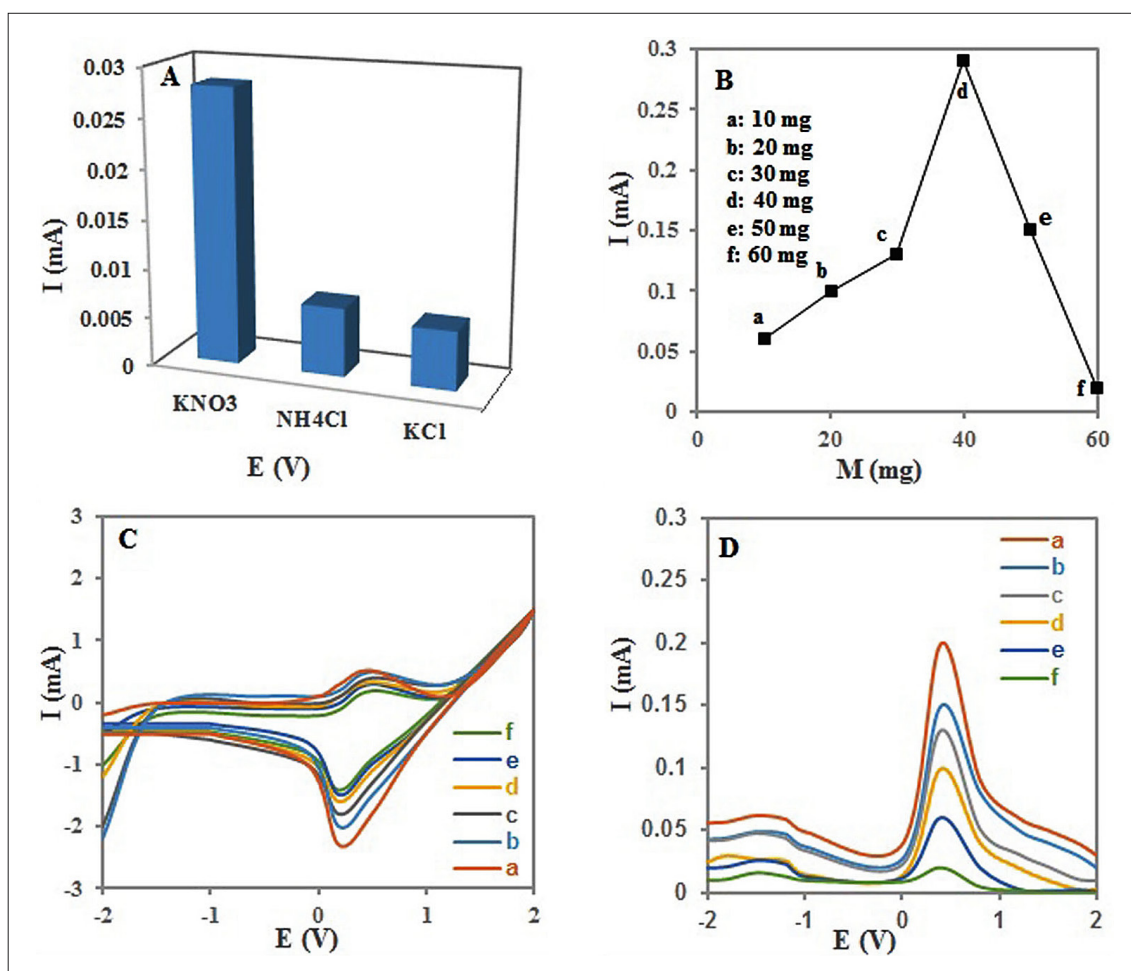 A
0.03
0.025
0.02
0.015
0.01
0.005
0
I (mA)
KNO3
NH4Cl
KCl
E (V)
B
0.3
0.25
0.2
0.15
0.1
0.05
0
I (mA)
a: 10 mg
b: 20 mg
c: 30 mg
d: 40 mg
e: 50 mg
f: 60 mg
a
b
c
d
e
f
0 20 40 60
M (mg)
C
3
2
1
0
-1
-2
-3
I (mA)
f
e
d
c
b
a
-2 -1 0 1 2
E (V)
D
0.3
0.25
0.2
0.15
0.1
0.05
0
I (mA)
a
b
c
d
e
f
-2 -1 0 1 2
E (V)